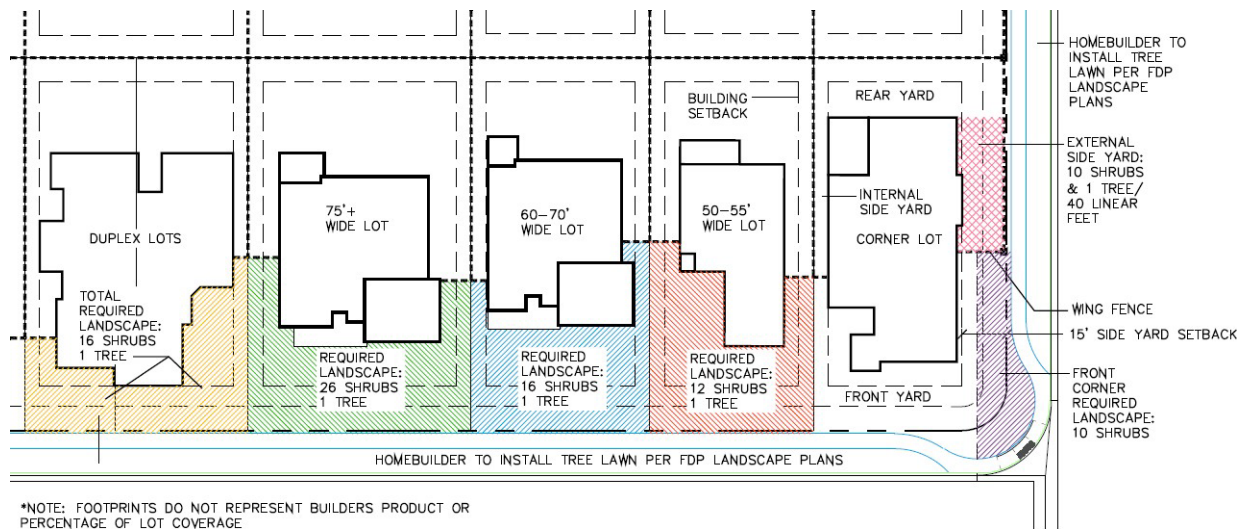 HOMEBUILDER TO
INSTALL TREE
LAWN PER FDP
LANDSCAPE
PLANS
BUILDING
SETBACK
REAR YARD
EXTERNAL
SIDE YARD:
10 SHRUBS
& 1 TREE/
40 LINEAR
FEET
DUPLEX LOTS
75'+
WIDE LOT
60-70'
WIDE LOT
50-55'
WIDE LOT
INTERNAL
SIDE YARD
CORNER LOT
TOTAL
REQUIRED
LANDSCAPE:
16 SHRUBS
1 TREE
REQUIRED
LANDSCAPE:
26 SHRUBS
1 TREE
REQUIRED
LANDSCAPE:
16 SHRUBS
1 TREE
REQUIRED
LANDSCAPE:
12 SHRUBS
1 TREE
WING FENCE
15' SIDE YARD SETBACK
FRONT YARD
FRONT
CORNER
REQUIRED
LANDSCAPE:
10 SHRUBS
HOMEBUILDER TO INSTALL TREE LAWN PER FDP LANDSCAPE PLANS
*NOTE: FOOTPRINTS DO NOT REPRESENT BUILDERS PRODUCT OR
PERCENTAGE OF LOT COVERAGE